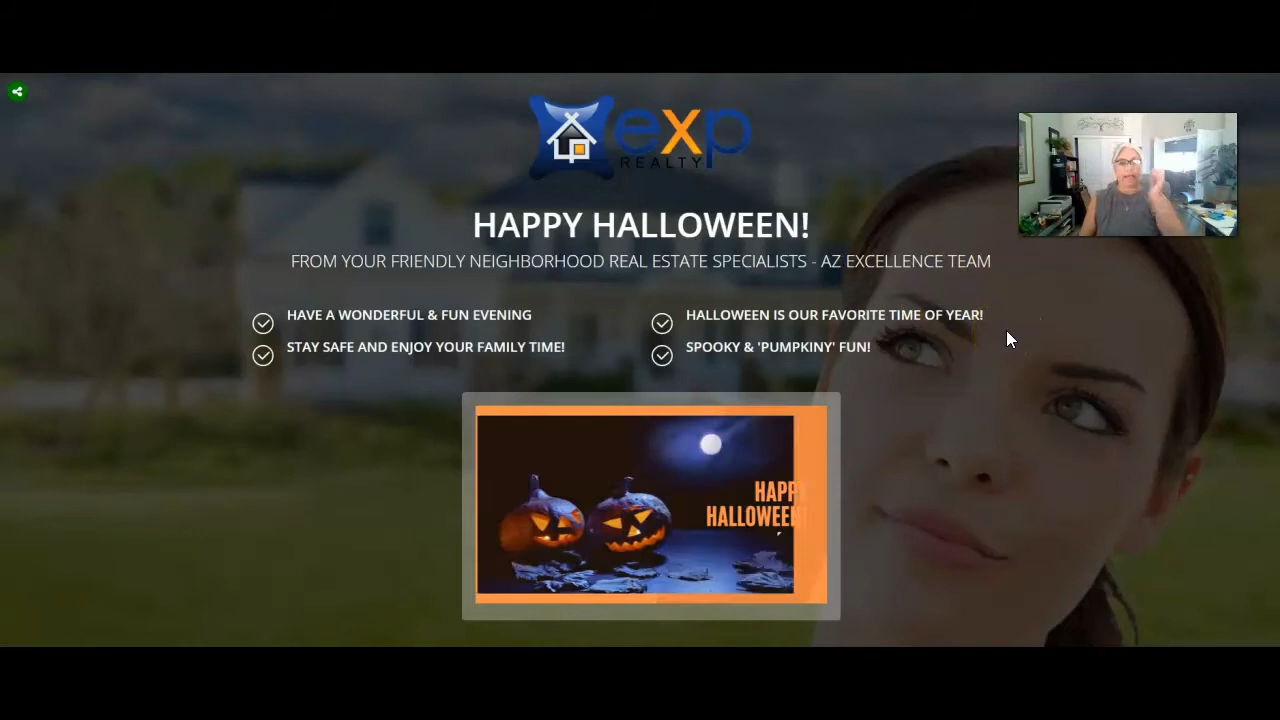 exp
REALTY
HAPPY HALLOWEEN!
FROM YOUR FRIENDLY NEIGHBORHOOD REAL ESTATE SPECIALISTS - AZ EXCELLENCE TEAM
HAVE A WONDERFUL & FUN EVENING
HALLOWEEN IS OUR FAVORITE TIME OF YEAR!
STAY SAFE AND ENJOY YOUR FAMILY TIME!
SPOOKY & 'PUMPKINY' FUN!
HAPPY
HALLOWEEN!